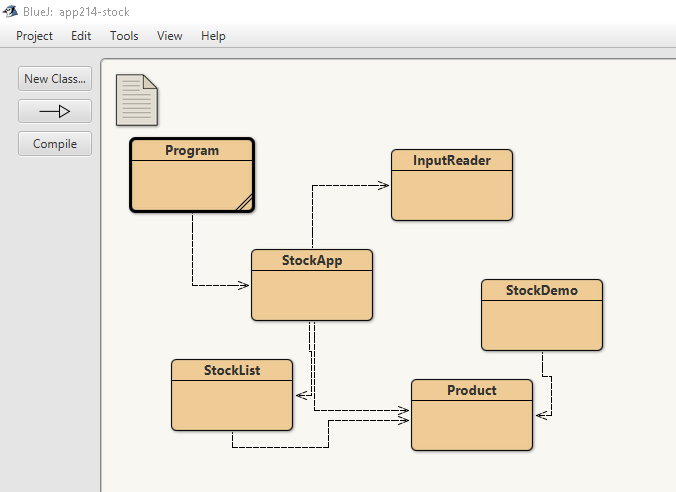 BlueJ: app214-stock
Project Edit Tools View Help
New Class...
Compile
Program
InputReader
StockApp
StockDemo
StockList
Product